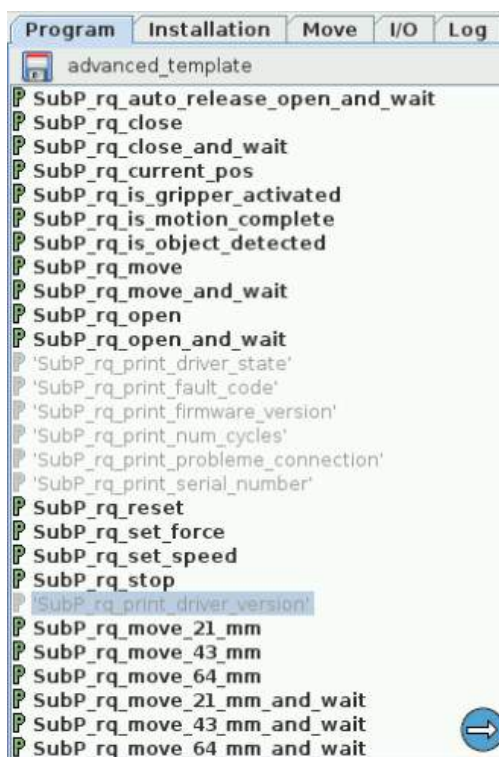 Program Installation Move I/O Log
advanced_template
P SubP_rq_auto_release_open_and_wait
P SubP_rq_close
P SubP_rq_close_and_wait
P SubP_rq_current_pos
P SubP_rq_is_gripper_activated
P SubP_rq_is_motion_complete
P SubP_rq_is_object_detected
P SubP_rq_move
P SubP_rq_move_and_wait
P SubP_rq_open
P SubP_rq_open_and_wait
P 'SubP_rq_print_driver_state'
P 'SubP_rq_print_fault_code'
P 'SubP_rq_print_firmware_version'
P 'SubP_rq_print_num_cycles'
P 'SubP_rq_print_probleme_connection'
P 'SubP_rq_print_serial_number'
P SubP_rq_reset
P SubP_rq_set_force
P SubP_rq_set_speed
P SubP_rq_stop
P 'SubP_rq_print_driver_version'
P SubP_rq_move_21_mm
P SubP_rq_move_43_mm
P SubP_rq_move_64_mm
P SubP_rq_move_21_mm_and_wait
P SubP_rq_move_43_mm_and_wait
P SubP_rq_move_64_mm_and_wait